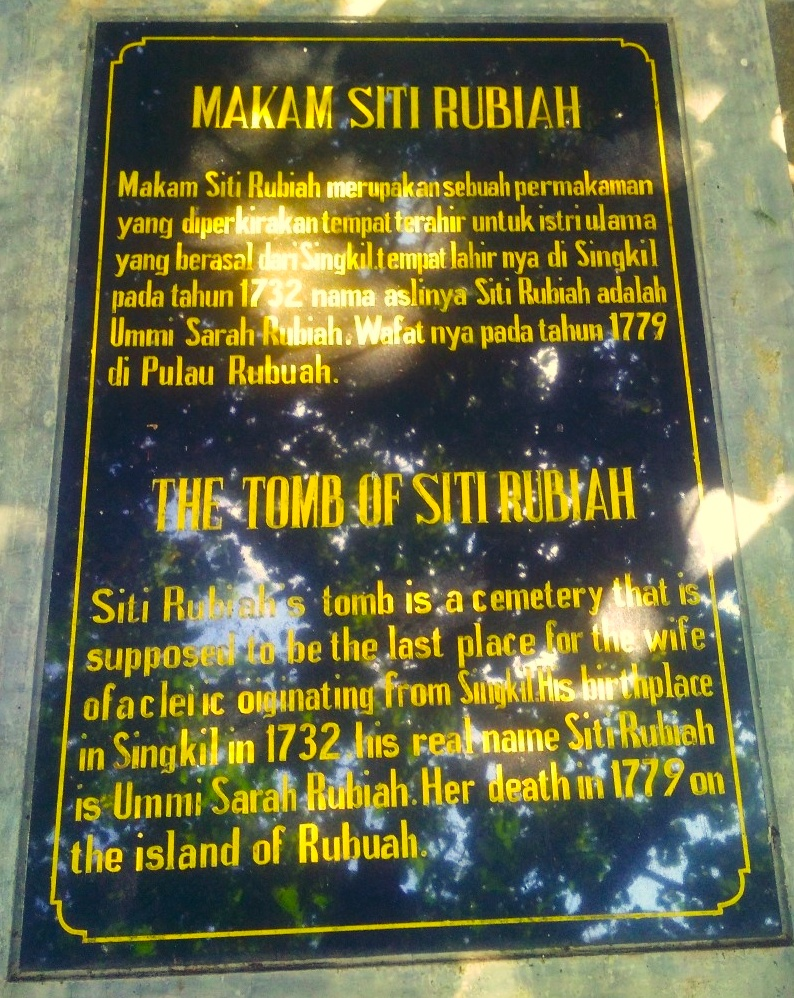 MAKAM SITI RUBIAH
Makam Siti Rubiah merupakan sebuah permakaman
yang diperkirakan tempat terahir untuk istri ulama
yang berasal dari Singkil.tempat lahir nya di Singkil
pada tahun 1732 nama aslinya Siti Rubiah adalah
Ummi Sarah Rubiah.Wafat nya pada tahun 1779
di Pulau Rubuah.
THE TOMB OF SITI RUBIAH
Siti Rubiah s tomb is a cemetery that is
supposed to be the last place for the wife
of a cleric originating from Singkil.His birthplace
in Singkil in 1732 his real name Siti Rubiah
is Ummi Sarah Rubiah.Her death in 1779 on
the island of Rubuah.